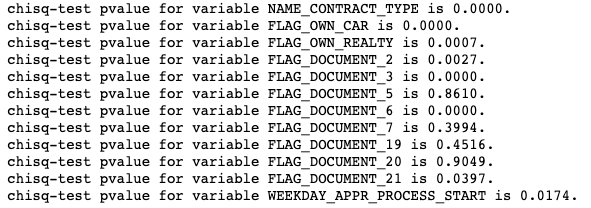 chisq-test pvalue for variable NAME_CONTRACT_TYPE is 0.0000.
chisq-test pvalue for variable FLAG_OWN_CAR is 0.0000.
chisq-test pvalue for variable FLAG_OWN_REALTY is 0.0007.
chisq-test pvalue for variable FLAG_DOCUMENT_2 is 0.0027.
chisq-test pvalue for variable FLAG_DOCUMENT_3 is 0.0000.
chisq-test pvalue for variable FLAG_DOCUMENT_5 is 0.8610.
chisq-test pvalue for variable FLAG_DOCUMENT_6 is 0.0000.
chisq-test pvalue for variable FLAG_DOCUMENT_7 is 0.3994.
chisq-test pvalue for variable FLAG_DOCUMENT_19 is 0.4516.
chisq-test pvalue for variable FLAG_DOCUMENT_20 is 0.9049.
chisq-test pvalue for variable FLAG_DOCUMENT_21 is 0.0397.
chisq-test pvalue for variable WEEKDAY_APPR_PROCESS_START is 0.0174.